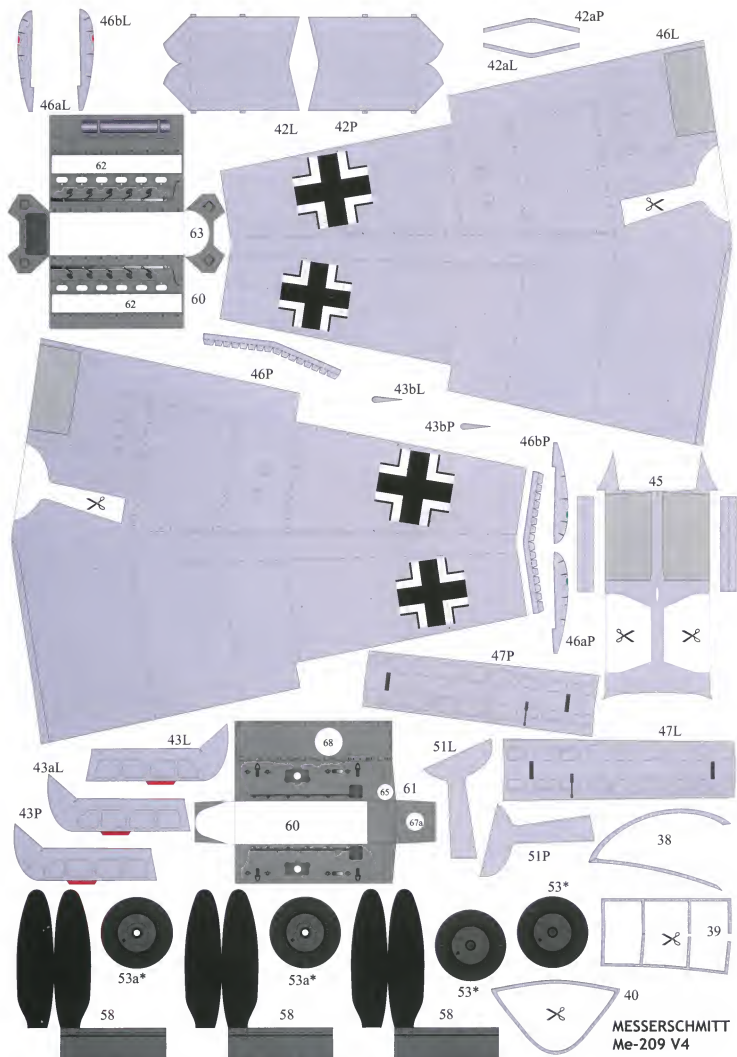 46bL
42aP
46L
42aL
46aL
42L
42P
62
63
62
60
46P
43bL
43bP
46bP
45
46aP
47P
43L
68
47L
43aL
51L
65
61
43P
60
67a
38
51P
53*
39
53a*
53a*
53*
40
58
58
58
MESSERSCHMITT
Me-209 V4